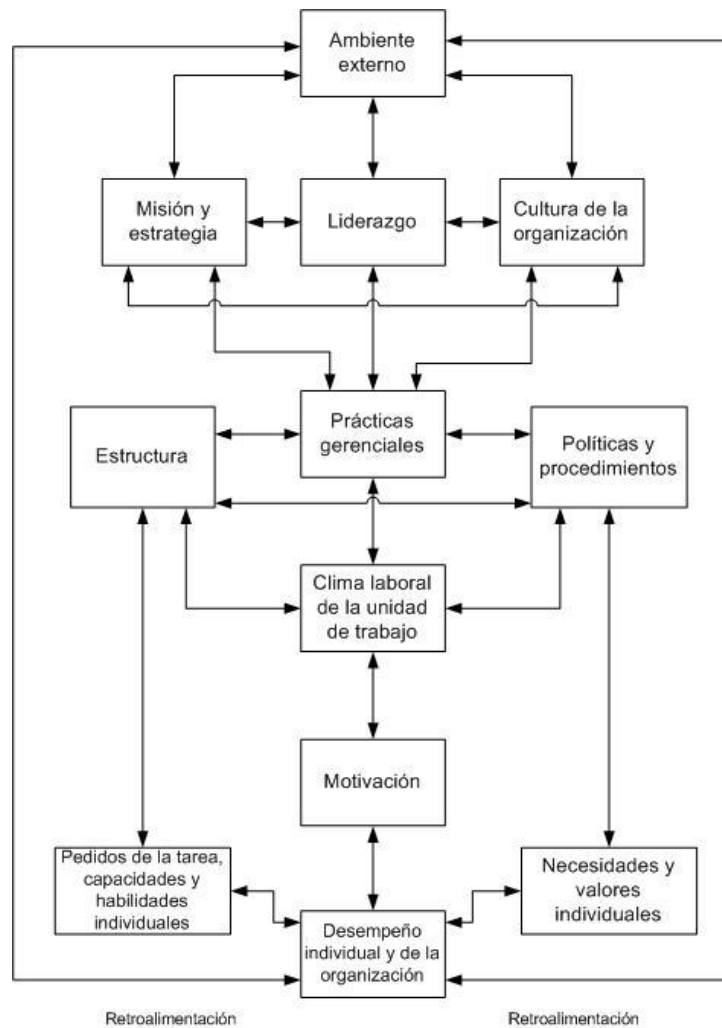 Ambiente
externo
Misión y
estrategia
Liderazgo
Cultura de la
organización
Estructura
Prácticas
gerenciales
Políticas y
procedimientos
Clima laboral
de la unidad
de trabajo
Motivación
Pedidos de la tarea,
capacidades y
habilidades
individuales
Necesidades y
valores
individuales
Desempeño
individual y de la
organización
Retroalimentación
Retroalimentación